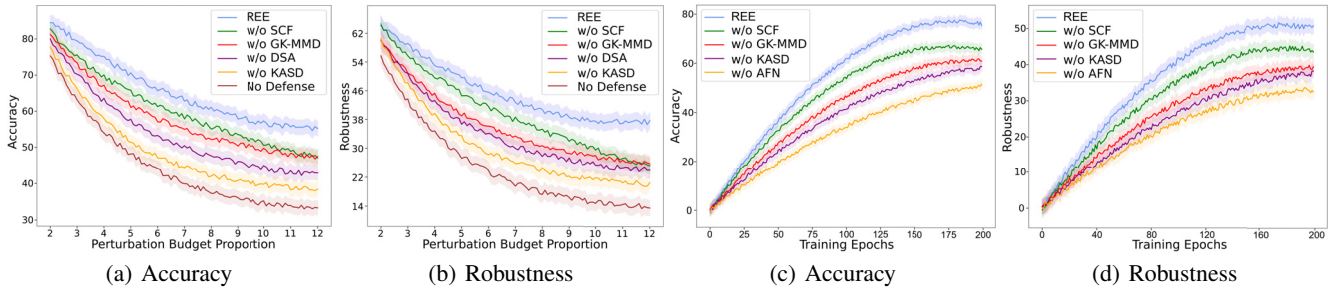 REE
w/o SCF
w/o GK-MMD
w/o DSA
w/o KASD
No Defense
Accuracy
80
70
60
50
40
30
2 3 4 5 6 7 8 9 10 11 12
Perturbation Budget Proportion
(a) Accuracy
REE
w/o SCF
w/o GK-MMD
w/o DSA
w/o KASD
No Defense
Robustness
62
54
46
38
30
22
14
2 3 4 5 6 7 8 9 10 11 12
Perturbation Budget Proportion
(b) Robustness
REE
w/o SCF
w/o GK-MMD
w/o KASD
w/o AFN
Accuracy
80
60
40
20
0
0 25 50 75 100 125 150 175 200
Training Epochs
(c) Accuracy
REE
w/o SCF
w/o GK-MMD
w/o KASD
w/o AFN
Robustness
50
40
30
20
10
0
0 40 80 120 160 200
Training Epochs
(d) Robustness